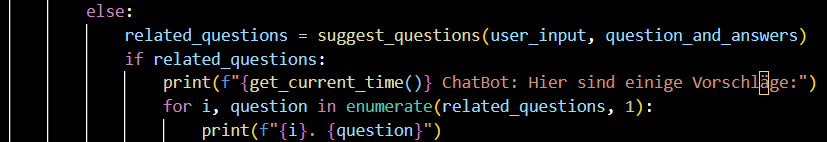 else:
related_questions = suggest_questions(user_input, question_and_answers)
if related_questions:
print(f"{get_current_time()} ChatBot: Hier sind einige Vorschläge:")
for i, question in enumerate(related_questions, 1):
print(f"{i}. {question}")